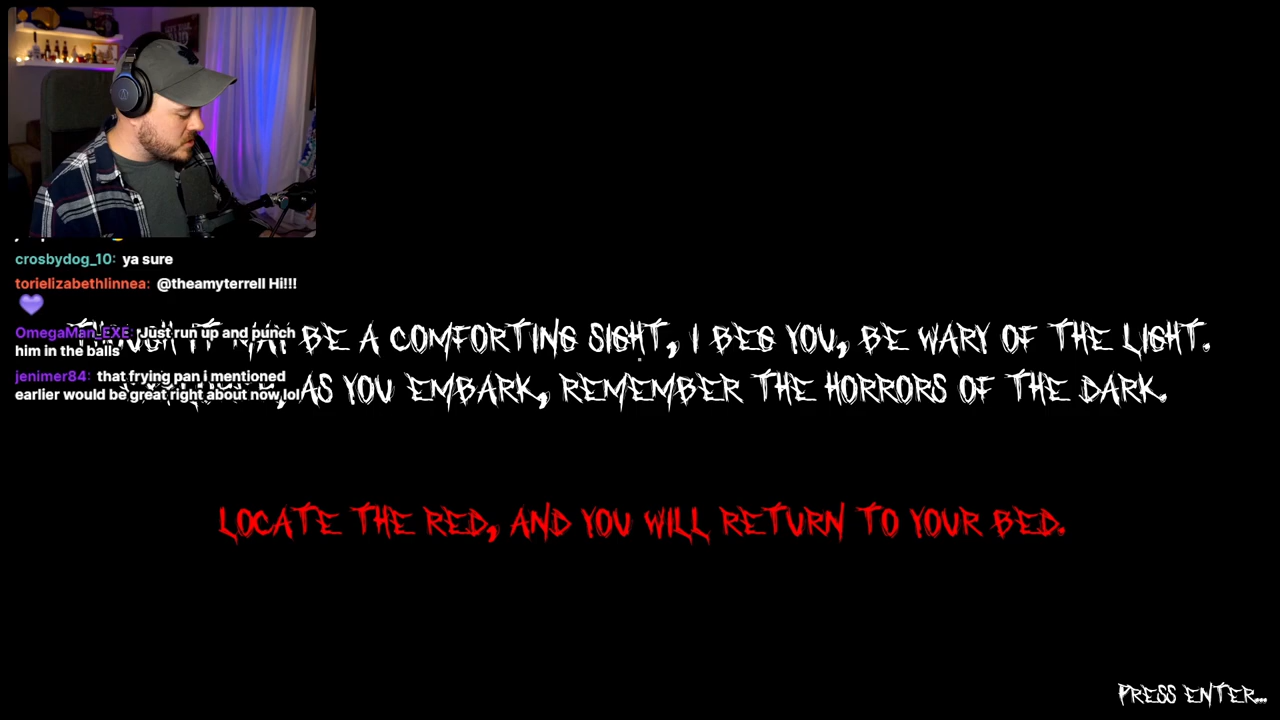 crosbydog_10: ya sure
torielizabethlinnea: @theamyterrell Hi!!!
OmegaMan_EXE: Just run up and punch
him in the balls
jenimer84: that frying pan i mentioned
earlier would be great right about now lol
THOUGH IT MAY BE A COMFORTING SIGHT, I BEG YOU, BE WARY OF THE LIGHT.
AS YOU EMBARK, REMEMBER THE HORRORS OF THE DARK.
LOCATE THE RED, AND YOU WILL RETURN TO YOUR BED.
PRESS ENTER...